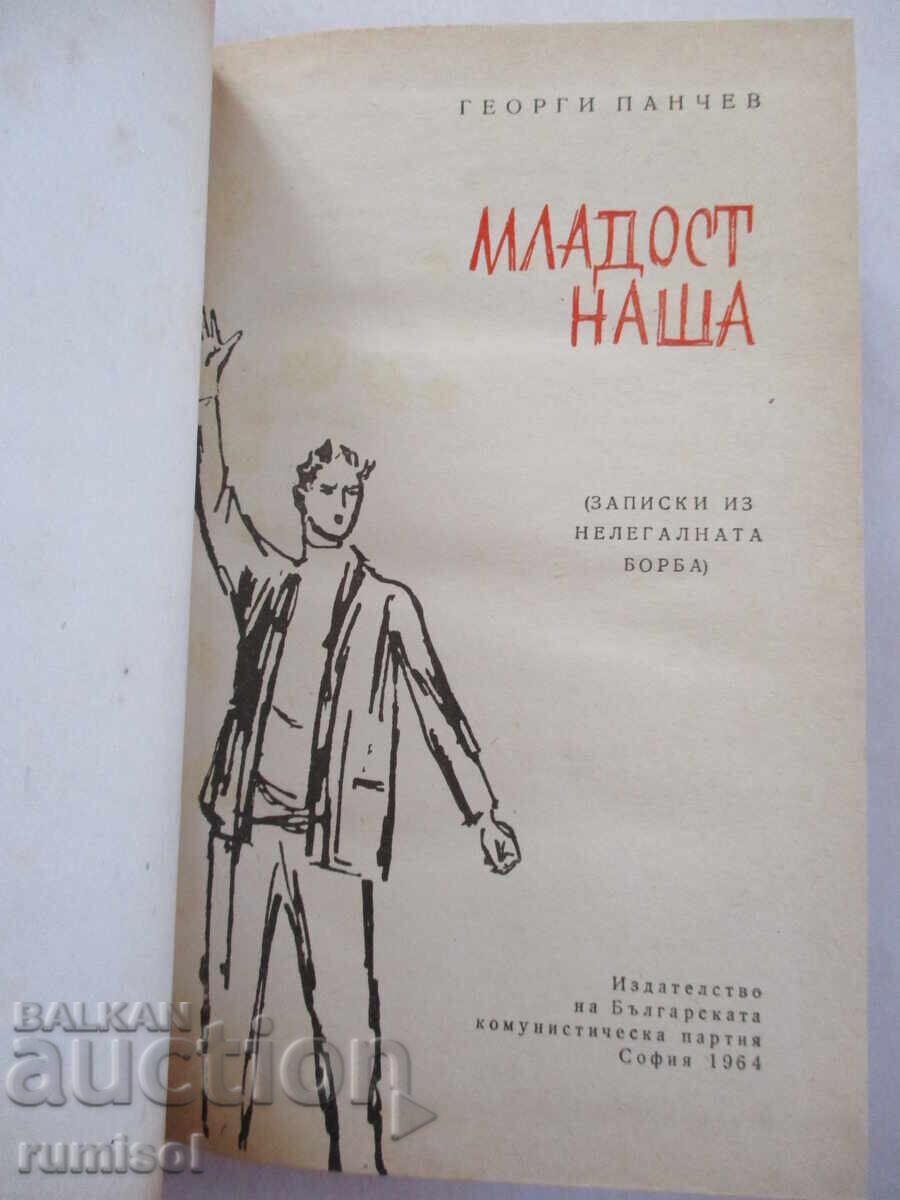 ГЕОРГИ ПАНЧЕВ
МЛАДОСТ
НАША
(ЗАПИСКИ ИЗ
НЕЛЕГАЛНАТА
БОРБА)
Издателство
на Българската
комунистическа партия
София 1964
BALKAN
auction
rumisol